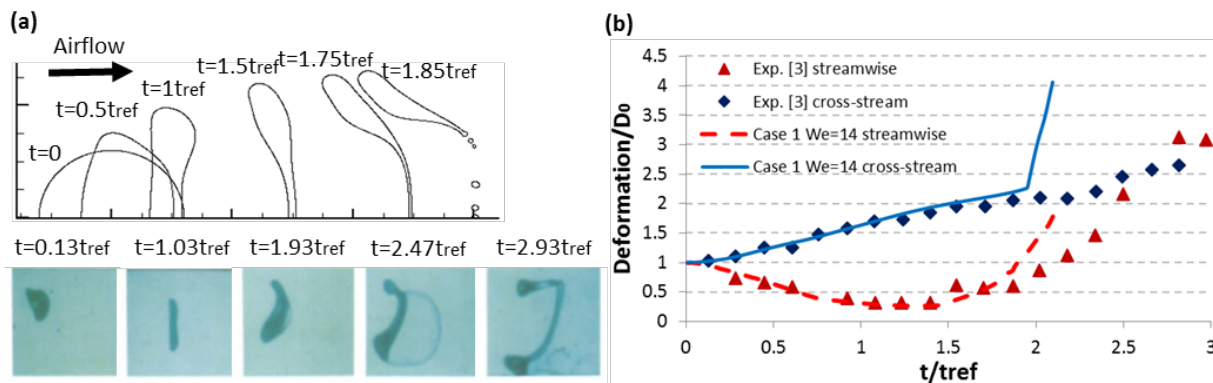 (a)
Airflow
t=0
t=0.5tref
t=1tref
t=1.5tref
t=1.75tref
t=1.85tref
t=0.13tref
t=1.03tref
t=1.93tref
t=2.47tref
t=2.93tref
(b)
Deformation/D0
4.5
4
3.5
3
2.5
2
1.5
1
0.5
0
Exp. [3] streamwise
Exp. [3] cross-stream
Case 1 We=14 streamwise
Case 1 We=14 cross-stream
0
0.5
1
1.5
2
2.5
3
t/tref